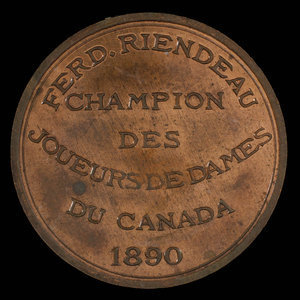 FERD. RIENDEAU
CHAMPION
DES
JOUEURS DE DAMES
DU CANADA
1890